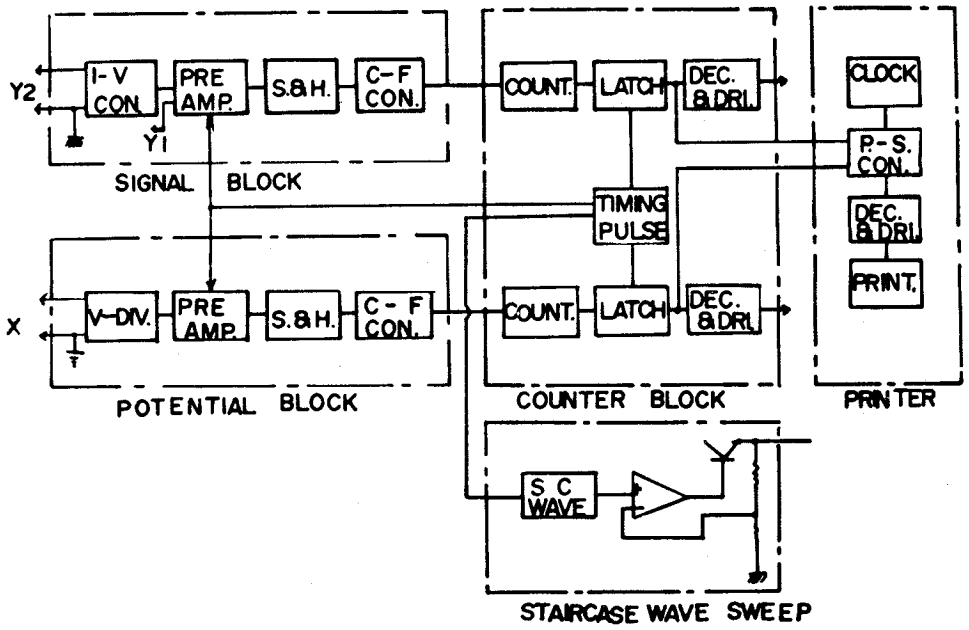 Y2
I-V
CON.
PRE
AMP.
S.&H.
C-F
CON.
Y1
SIGNAL BLOCK
COUNT.
LATCH
DEC.
&DRI.
TIMING
PULSE
CLOCK
P.-S.
CON.
DEC.
&DRI.
PRINT.
X
V-DIV.
PRE
AMP.
S.&H.
C-F
CON.
POTENTIAL BLOCK
COUNT.
LATCH
DEC.
&DRI.
COUNTER BLOCK
PRINTER
S C
WAVE
+
-
STAIRCASE WAVE SWEEP